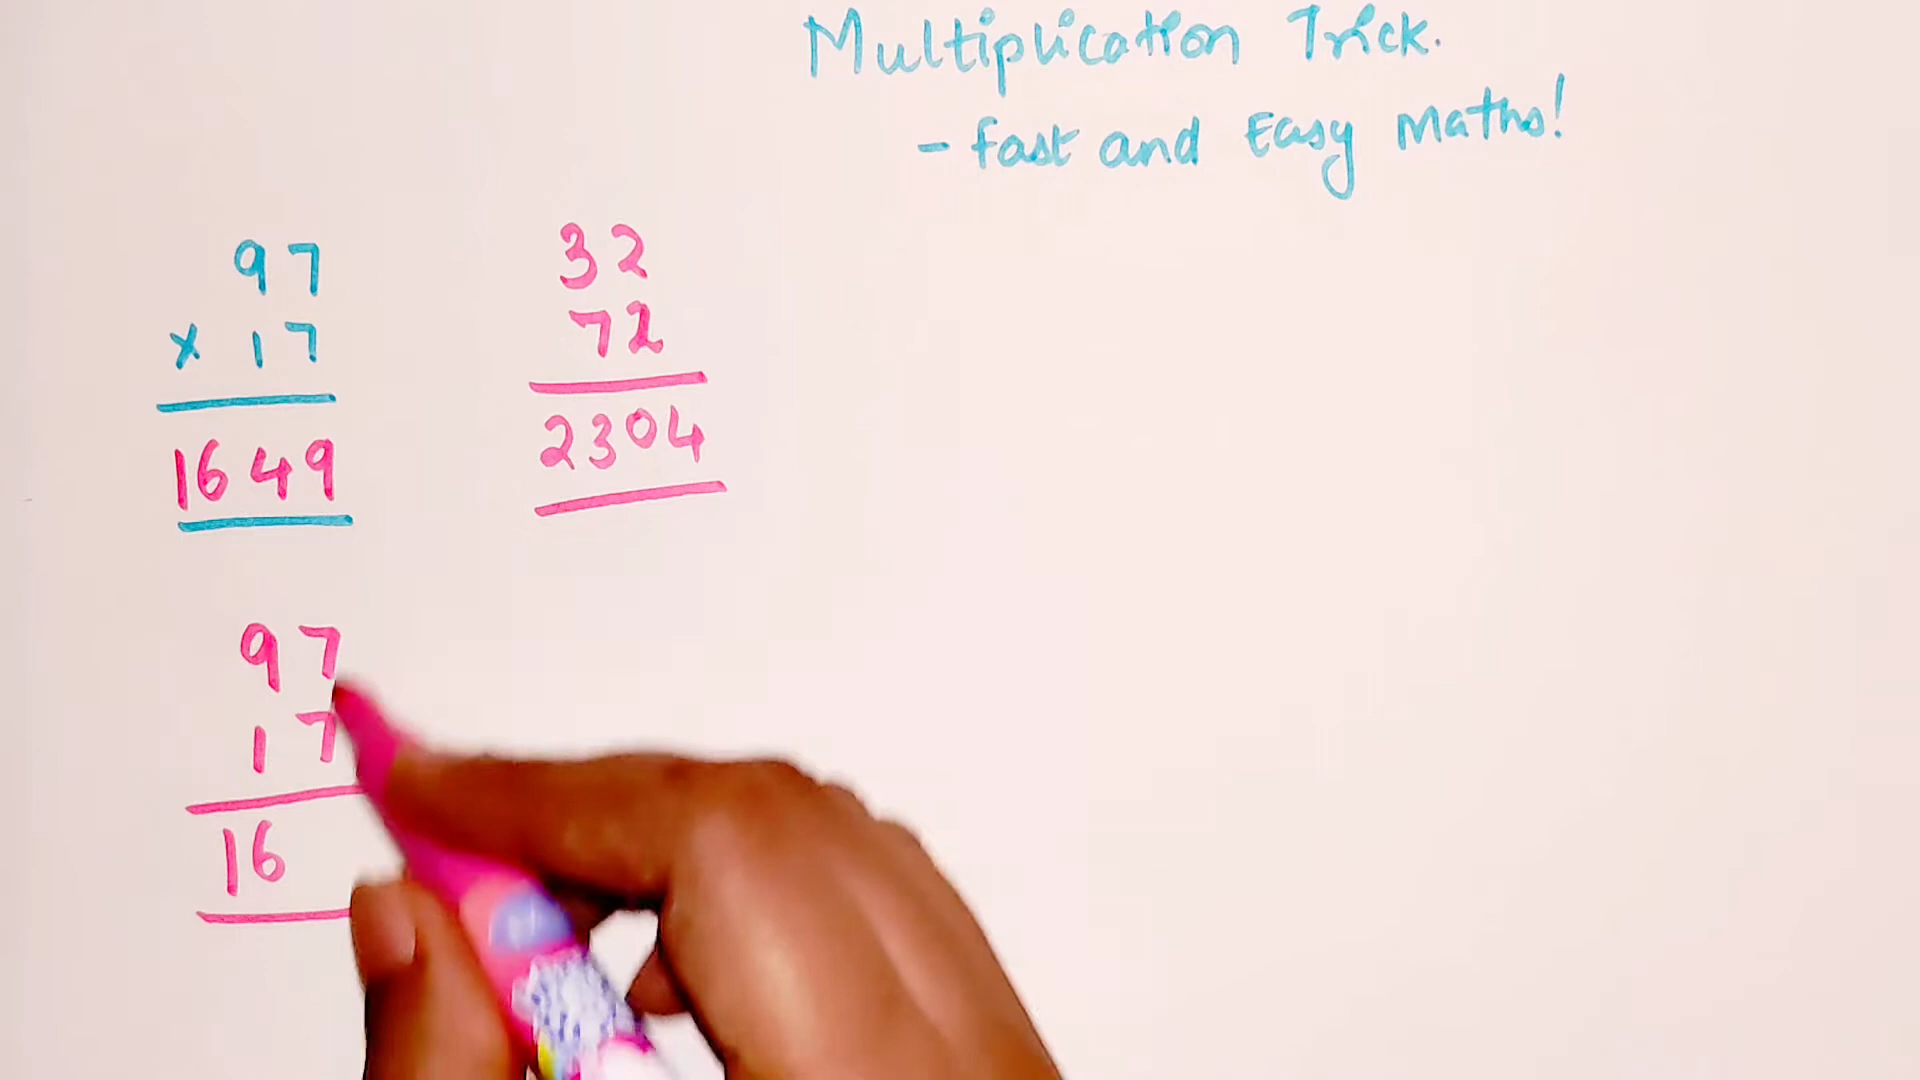 Multiplication Trick.
- fast and Easy Maths!
97
x 17
1649
32
72
2304
97
17
16